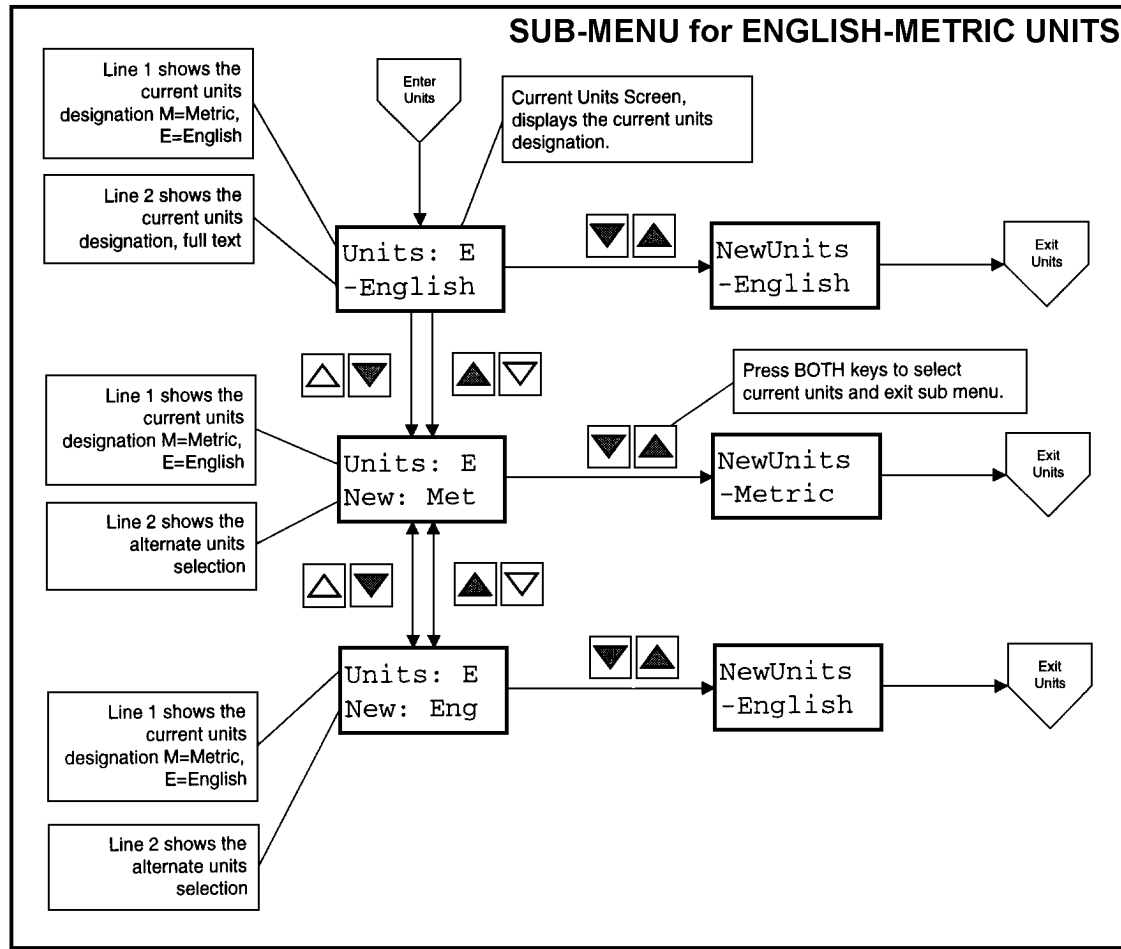 SUB-MENU for ENGLISH-METRIC UNITS
Line 1 shows the
current units
designation M=Metric,
E=English
Enter
Units
Current Units Screen,
displays the current units
designation.
Line 2 shows the
current units
designation, full text
Units: E
-English
NewUnits
-English
Exit
Units
Line 1 shows the
current units
designation M=Metric,
E=English
Press BOTH keys to select
current units and exit sub menu.
Units: E
New: Met
NewUnits
-Metric
Exit
Units
Line 2 shows the
alternate units
selection
Units: E
New: Eng
NewUnits
-English
Exit
Units
Line 1 shows the
current units
designation M=Metric,
E=English
Line 2 shows the
alternate units
selection